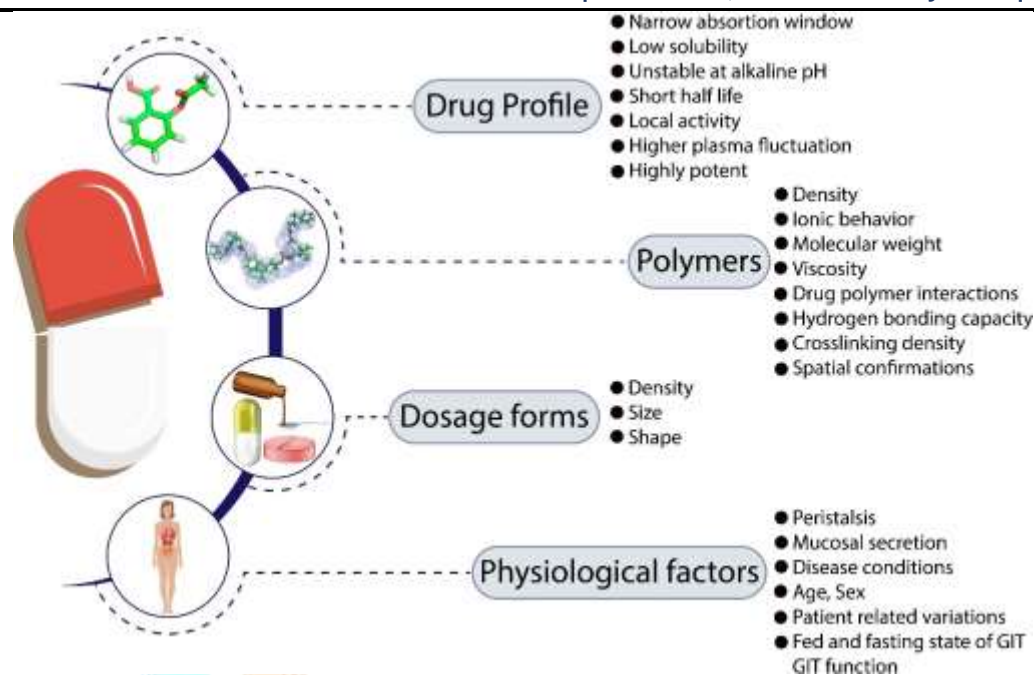 Drug Profile
● Narrow absortion window
● Low solubility
● Unstable at alkaline pH
● Short half life
● Local activity
● Higher plasma fluctuation
● Highly potent
Polymers
● Density
● Ionic behavior
● Molecular weight
● Viscosity
● Drug polymer interactions
● Hydrogen bonding capacity
● Crosslinking density
● Spatial confirmations
Dosage forms
● Density
● Size
● Shape
Physiological factors
● Peristalsis
● Mucosal secretion
● Disease conditions
● Age, Sex
● Patient related variations
● Fed and fasting state of GIT
GIT function